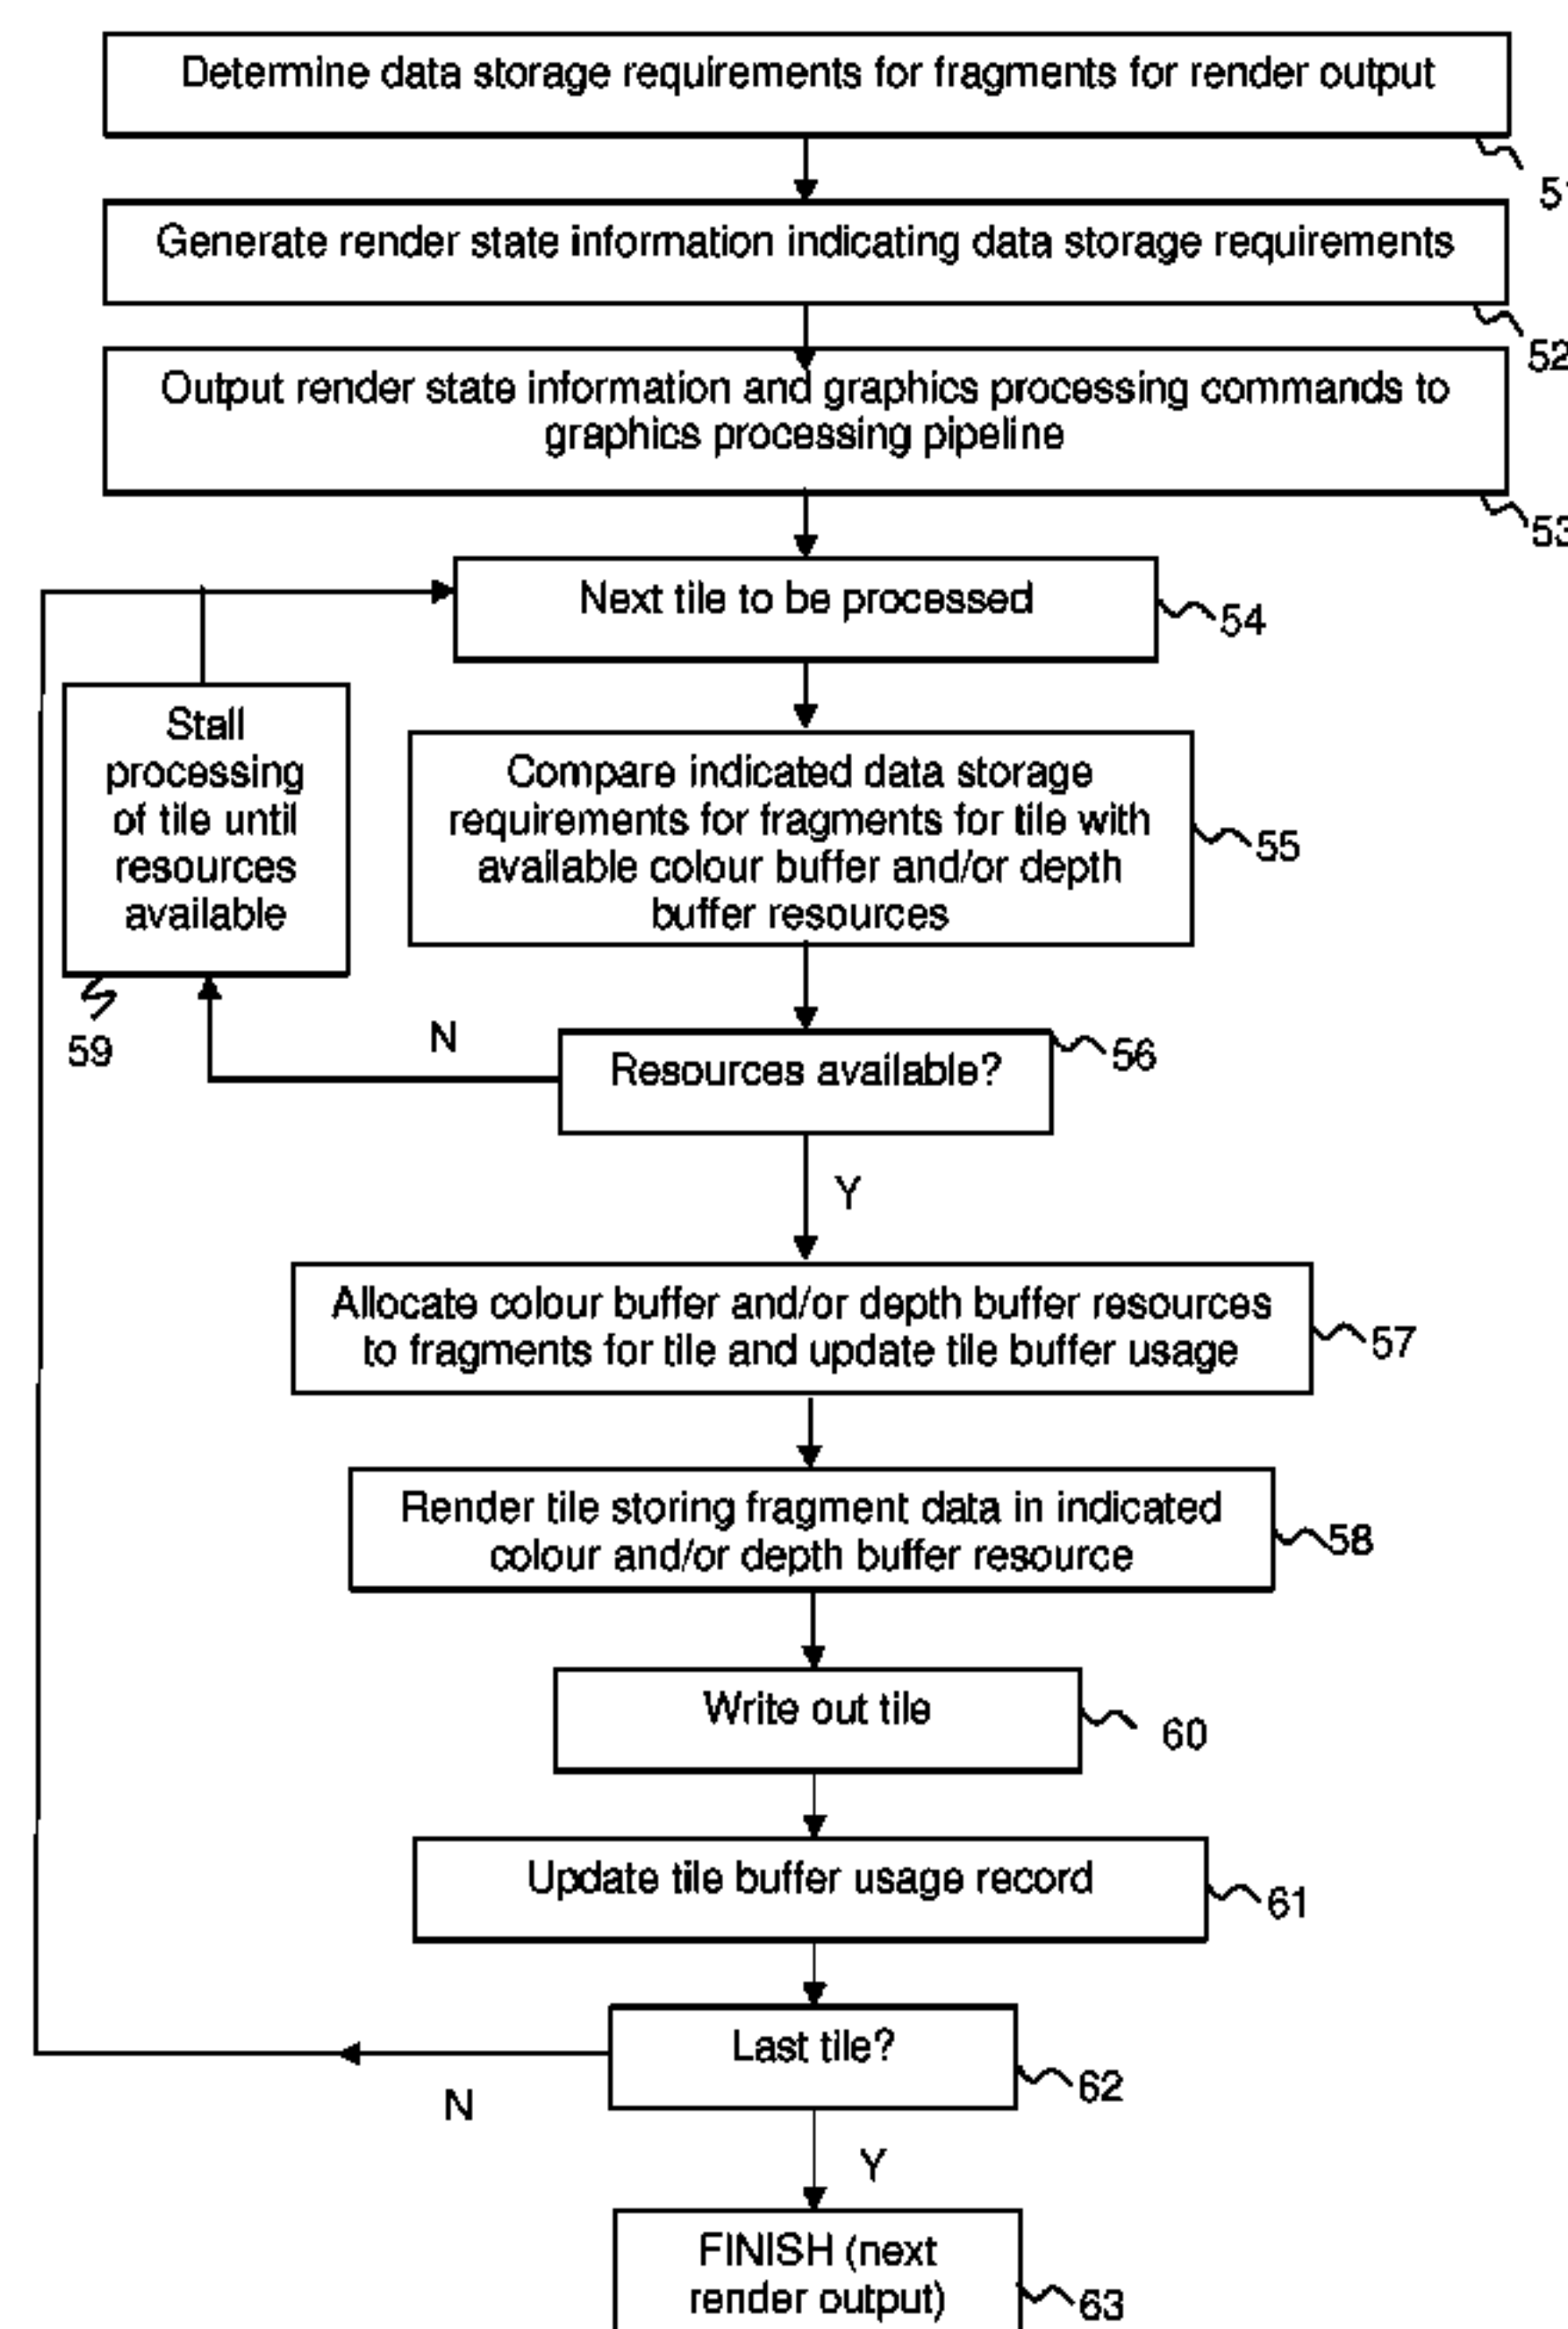 Determine data storage requirements for fragments for render output
51
Generate render state information indicating data storage requirements
52
Output render state information and graphics processing commands to
graphics processing pipeline
53
Next tile to be processed
54
Stall
processing
of tile until
resources
available
59
Compare indicated data storage
requirements for fragments for tile with
available colour buffer and/or depth
buffer resources
55
N
Resources available?
56
Y
Allocate colour buffer and/or depth buffer resources
to fragments for tile and update tile buffer usage
57
Render tile storing fragment data in indicated
colour and/or depth buffer resource
58
Write out tile
60
Update tile buffer usage record
61
Last tile?
62
N
Y
FINISH (next
render output)
63